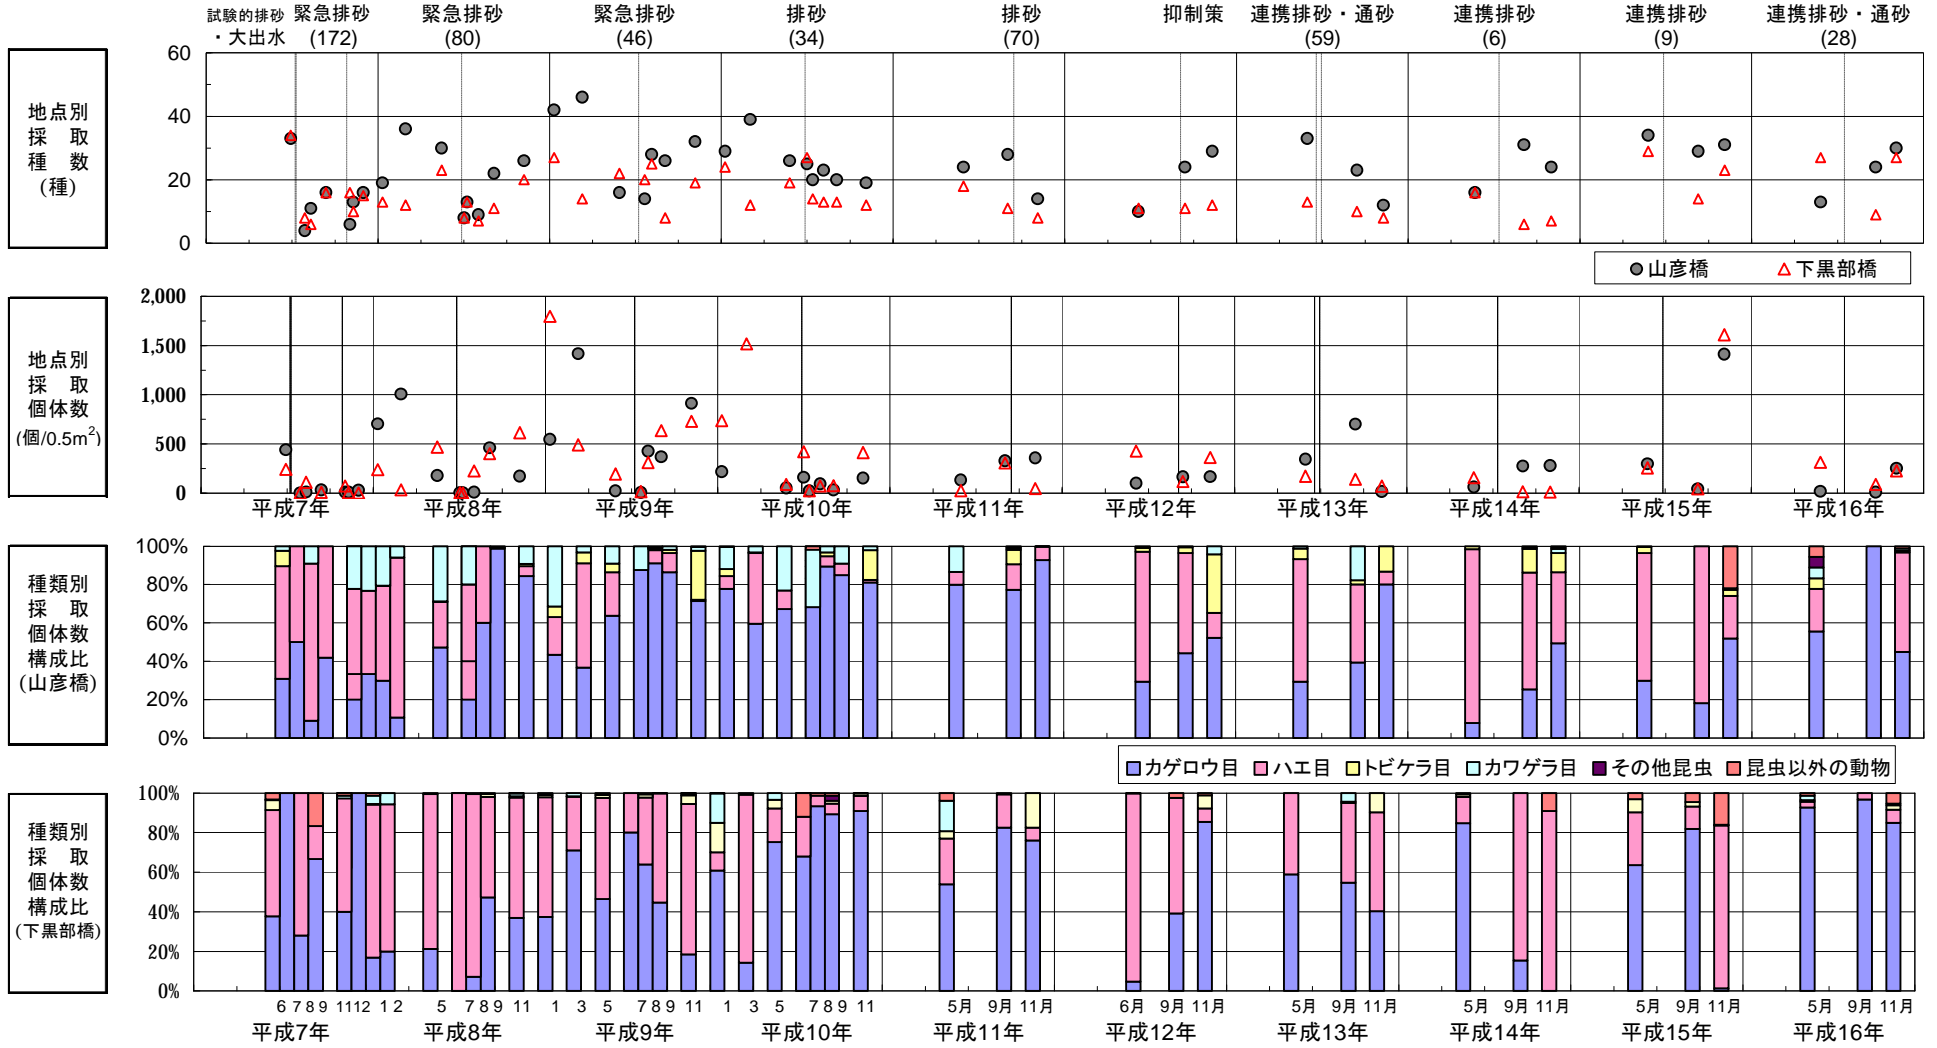 試験的排砂 緊急排砂 緊急排砂 緊急排砂 排砂 排砂 抑制策 連携排砂・通砂 連携排砂 連携排砂 連携排砂・通砂
・大出水 (172) (80) (46) (34) (70) (59) (6) (9) (28)
地点別
採 取
種 数
(種)
60
40
20
0
山彦橋 下黒部橋
地点別
採 取
個体数
(個/0.5m²)
2,000
1,500
1,000
500
0
平成7年 平成8年 平成9年 平成10年 平成11年 平成12年 平成13年 平成14年 平成15年 平成16年
種類別
採 取
個体数
構成比
(山彦橋)
100%
80%
60%
40%
20%
0%
カゲロウ目 ハエ目 トビケラ目 カワゲラ目 その他昆虫 昆虫以外の動物
種類別
採 取
個体数
構成比
(下黒部橋)
100%
80%
60%
40%
20%
0%
6 7 8 9 11 12 1 2 5 7 8 9 11 1 3 5 7 8 9 11 1 3 5 7 8 9 11 5月 9月 11月 6月 9月 11月 5月 9月 11月 5月 9月 11月 5月 9月 11月 5月 9月 11月
平成7年 平成8年 平成9年 平成10年 平成11年 平成12年 平成13年 平成14年 平成15年 平成16年